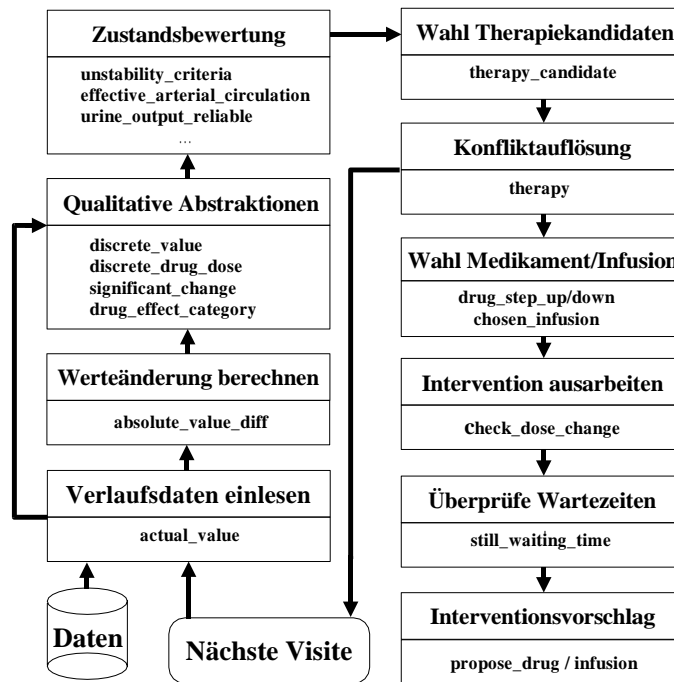 Zustandsbewertung
unstability_criteria
effective_arterial_circulation
urine_output_reliable
...
Qualitative Abstraktionen
discrete_value
discrete_drug_dose
significant_change
drug_effect_category
Werteänderung berechnen
absolute_value_diff
Verlaufsdaten einlesen
actual_value
Daten
Nächste Visite
Wahl Therapiekandidaten
therapy_candidate
Konfliktauflösung
therapy
Wahl Medikament/Infusion
drug_step_up/down
chosen_infusion
Intervention ausarbeiten
check_dose_change
Überprüfe Wartezeiten
still_waiting_time
Interventionsvorschlag
propose_drug / infusion